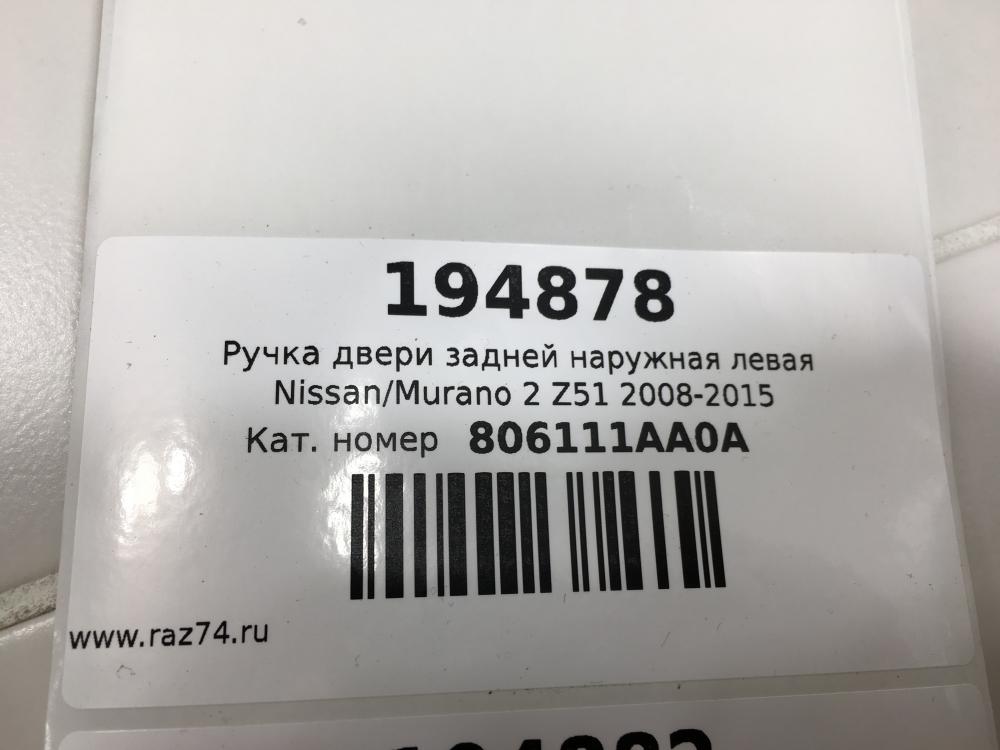 194878
Ручка двери задней наружная левая
Nissan/Murano 2 Z51 2008-2015
Кат. номер 806111AA0A
www.raz74.ru